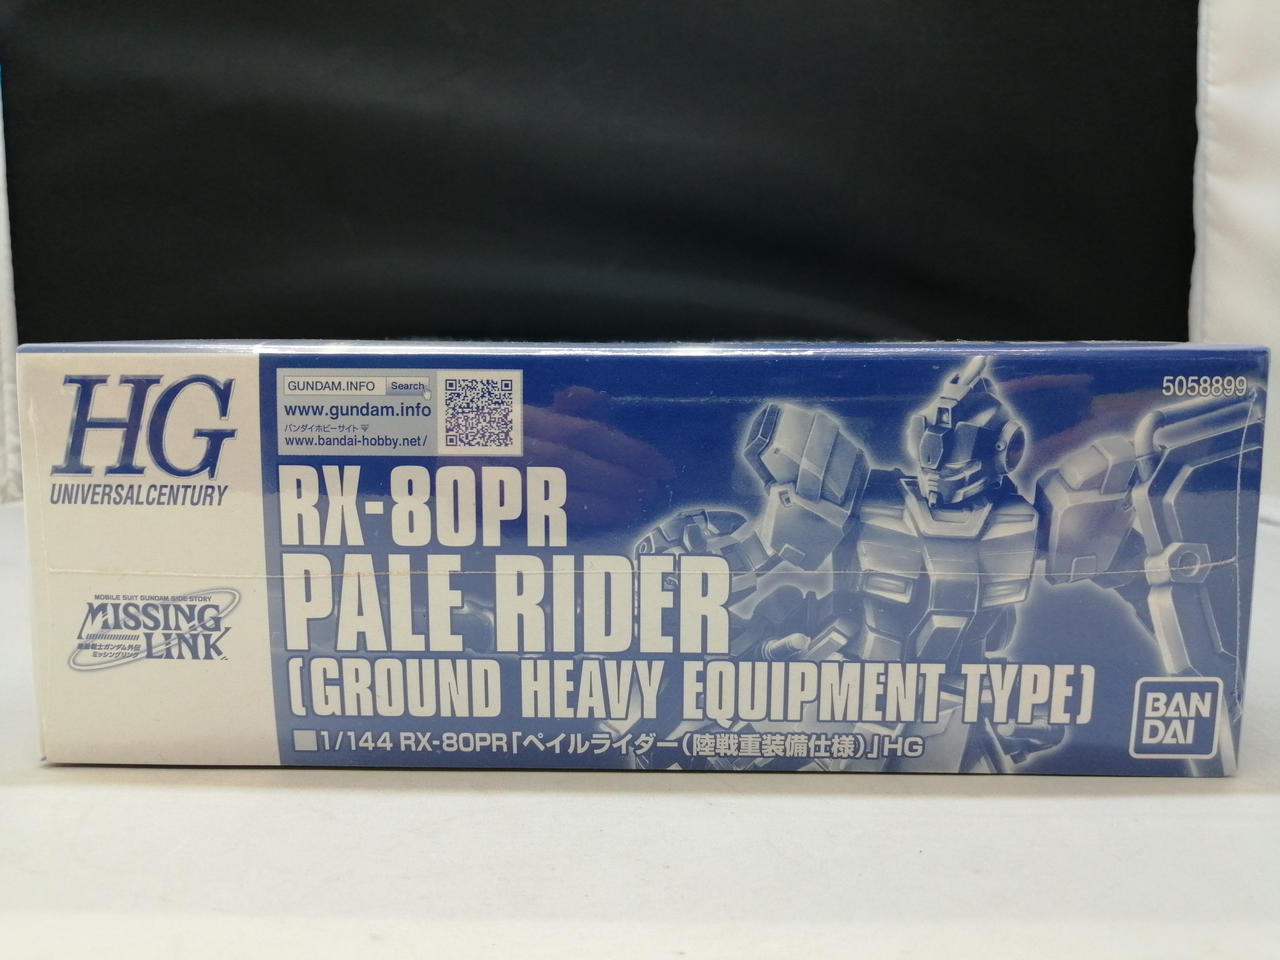 HG
UNIVERSAL CENTURY
MOBILE SUIT GUNDAM SIDE STORY
MISSING
LINK
機動戦士ガンダム外伝
ミッシングリンク
GUNDAM.INFO Search
www.gundam.info
バンダイホビーサイト
www.bandai-hobby.net/
5058899
RX-80PR
PALE RIDER
(GROUND HEAVY EQUIPMENT TYPE)
■1/144 RX-80PR「ペイルライダー(陸戦重装備仕様)」HG
BAN
DAI